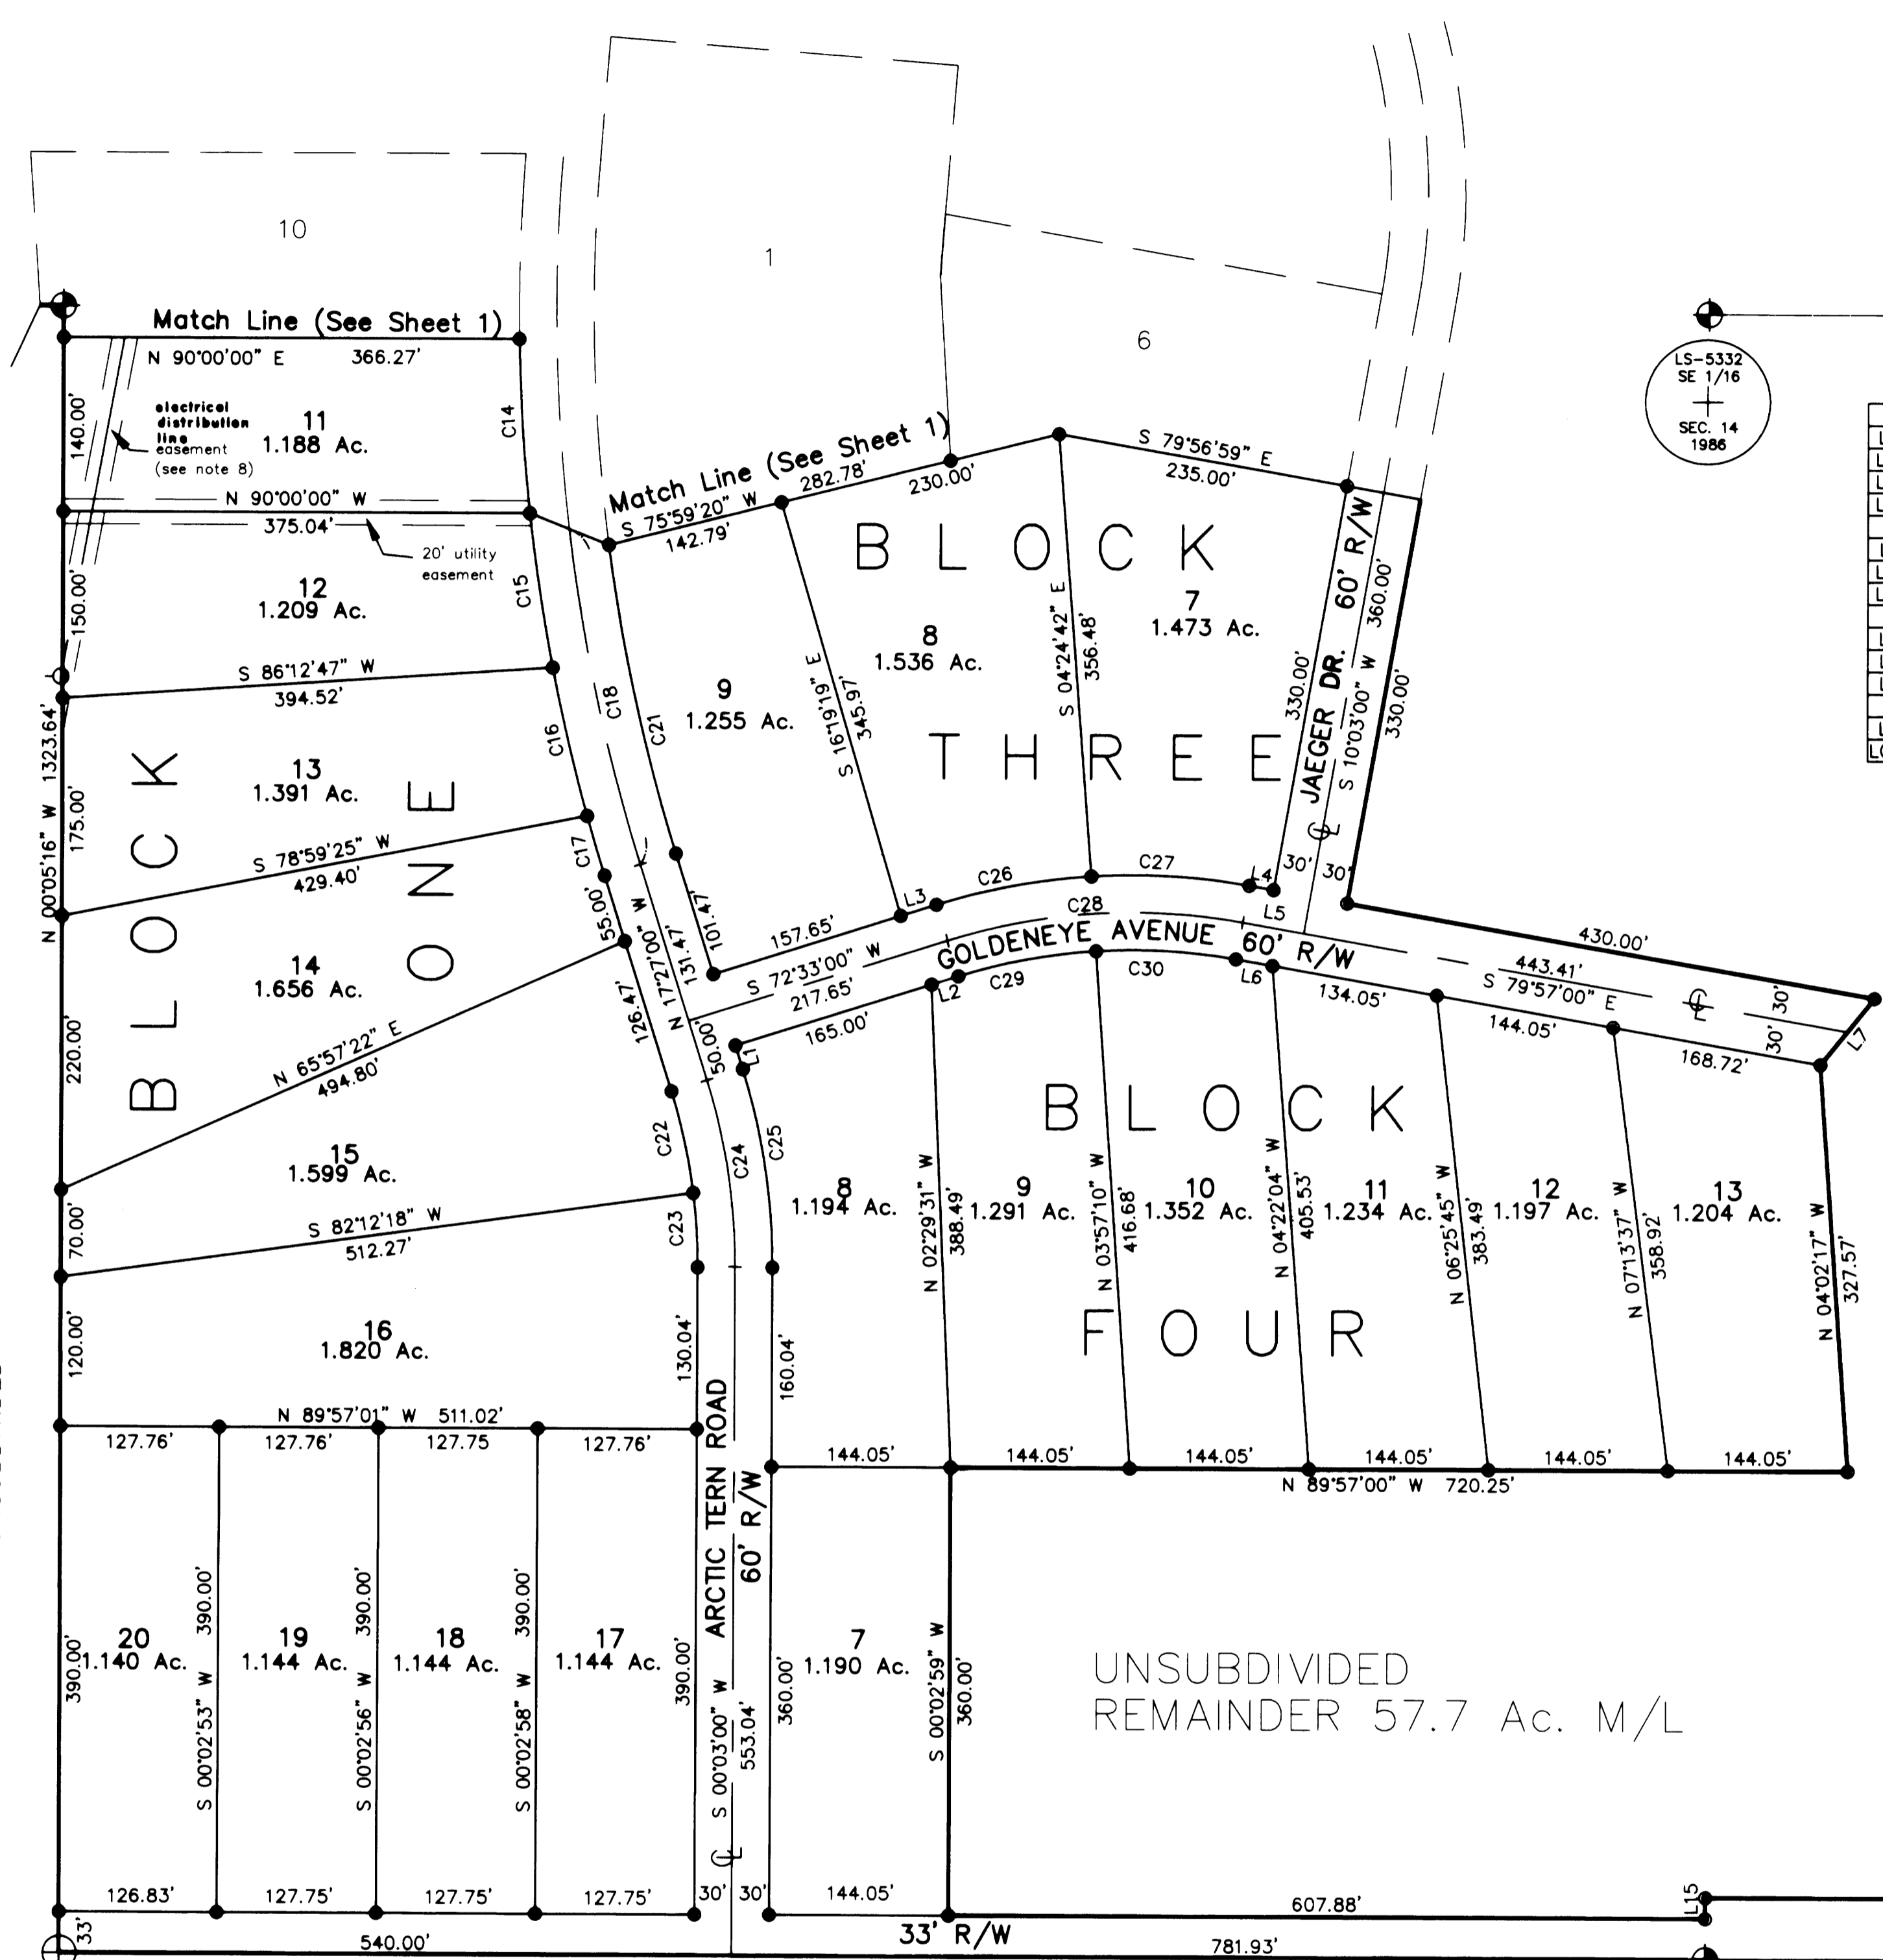 10
1
6
Match Line (See Sheet 1)
N 90°00'00" E 366.27'
140.00'
electrical
distribution
line
easement
(see note 8)
11
1.188 Ac.
C14
N 90°00'00" W
375.04'
20' utility
easement
Match Line (See Sheet 1)
S 75°59'20" W
282.78'
142.79'
230.00'
S 79°56'59" E
235.00'
LS-5332
SE 1/16
SEC. 14
1986
150.00'
12
1.209 Ac.
C15
S 86°12'47" W
394.52'
N 00°05'16" W 1323.64'
175.00'
13
1.391 Ac.
C16
C18
C21
S 78°59'25" W
429.40'
C17
BLOCK
ONE
55.00'
14
1.656 Ac.
220.00'
N 65°57'22" E
494.80'
126.47'
15
1.599 Ac.
C22
70.00'
S 82°12'18" W
512.27'
C23
120.00'
16
1.820 Ac.
130.04'
N 89°57'01" W 511.02'
127.76'
127.76'
127.75
127.76'
BLOCK
THREE
9
1.255 Ac.
S 16°19'19" E
345.97'
8
1.536 Ac.
S 04°24'42" E
356.48'
7
1.473 Ac.
330.00'
JAEGER DR. 60' R/W
S 10°03'00" W 360.00'
330.00'
30'
30'
N 17°27'00" W
131.47'
101.47'
157.65'
L3
C26
C27
L4
L5
C28
S 72°33'00" W
217.65'
GOLDENEYE AVENUE 60' R/W
430.00'
443.41'
S 79°57'00" E
30'
30'
L7
50.00'
L1
165.00'
L2
C29
C30
L6
134.05'
144.05'
168.72'
C24
C25
BLOCK
FOUR
8
1.194 Ac.
N 02°29'31" W
388.49'
9
1.291 Ac.
N 03°57'10" W
416.68'
10
1.352 Ac.
N 04°22'04" W
405.53'
11
1.234 Ac.
N 06°25'45" W
383.49'
12
1.197 Ac.
N 07°13'37" W
358.92'
13
1.204 Ac.
N 04°02'17" W
327.57'
160.04'
144.05'
144.05'
144.05'
144.05'
144.05'
144.05'
N 89°57'00" W 720.25'
390.00'
20
1.140 Ac.
S 00°02'53" W 390.00'
19
1.144 Ac.
S 00°02'56" W 390.00'
18
1.144 Ac.
S 00°02'58" W 390.00'
17
1.144 Ac.
390.00'
ARCTIC TERN ROAD
60' R/W
S 00°03'00" W
553.04'
360.00'
7
1.190 Ac.
S 00°02'59" W
360.00'
UNSUBDIVIDED
REMAINDER 57.7 Ac. M/L
126.83'
127.75'
127.75'
127.75'
30'
30'
144.05'
607.88'
L15
33'
540.00'
33' R/W
781.93'